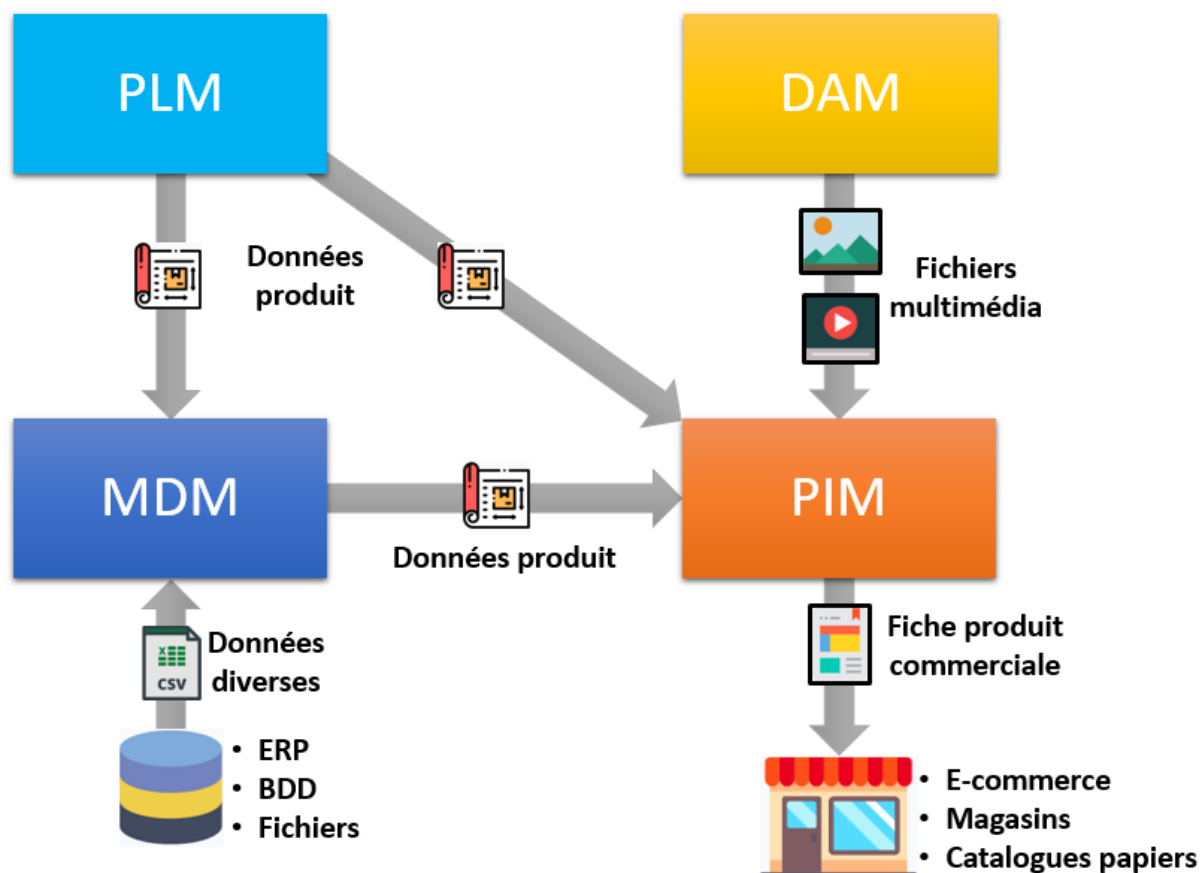 PLM
DAM
Données
produit
Fichiers
multimédia
MDM
PIM
Données produit
Données
diverses
CSV
Fiche produit
commerciale
• ERP
• BDD
• Fichiers
• E-commerce
• Magasins
• Catalogues papiers